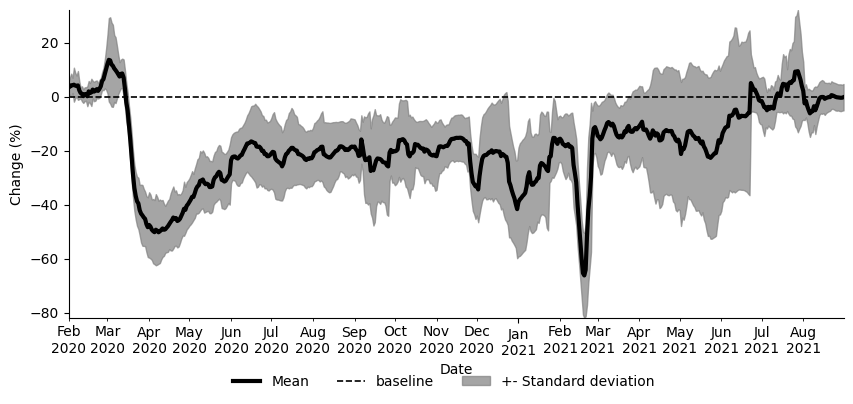 20
0
−20
−40
−60
−80
Change (%)
Feb Mar Apr May Jun Jul Aug Sep Oct Nov Dec Jan Feb Mar Apr May Jun Jul Aug
2020 2020 2020 2020 2020 2020 2020 2020 2020 2020 2020 2021 2021 2021 2021 2021 2021 2021 2021
Date
Mean baseline +- Standard deviation